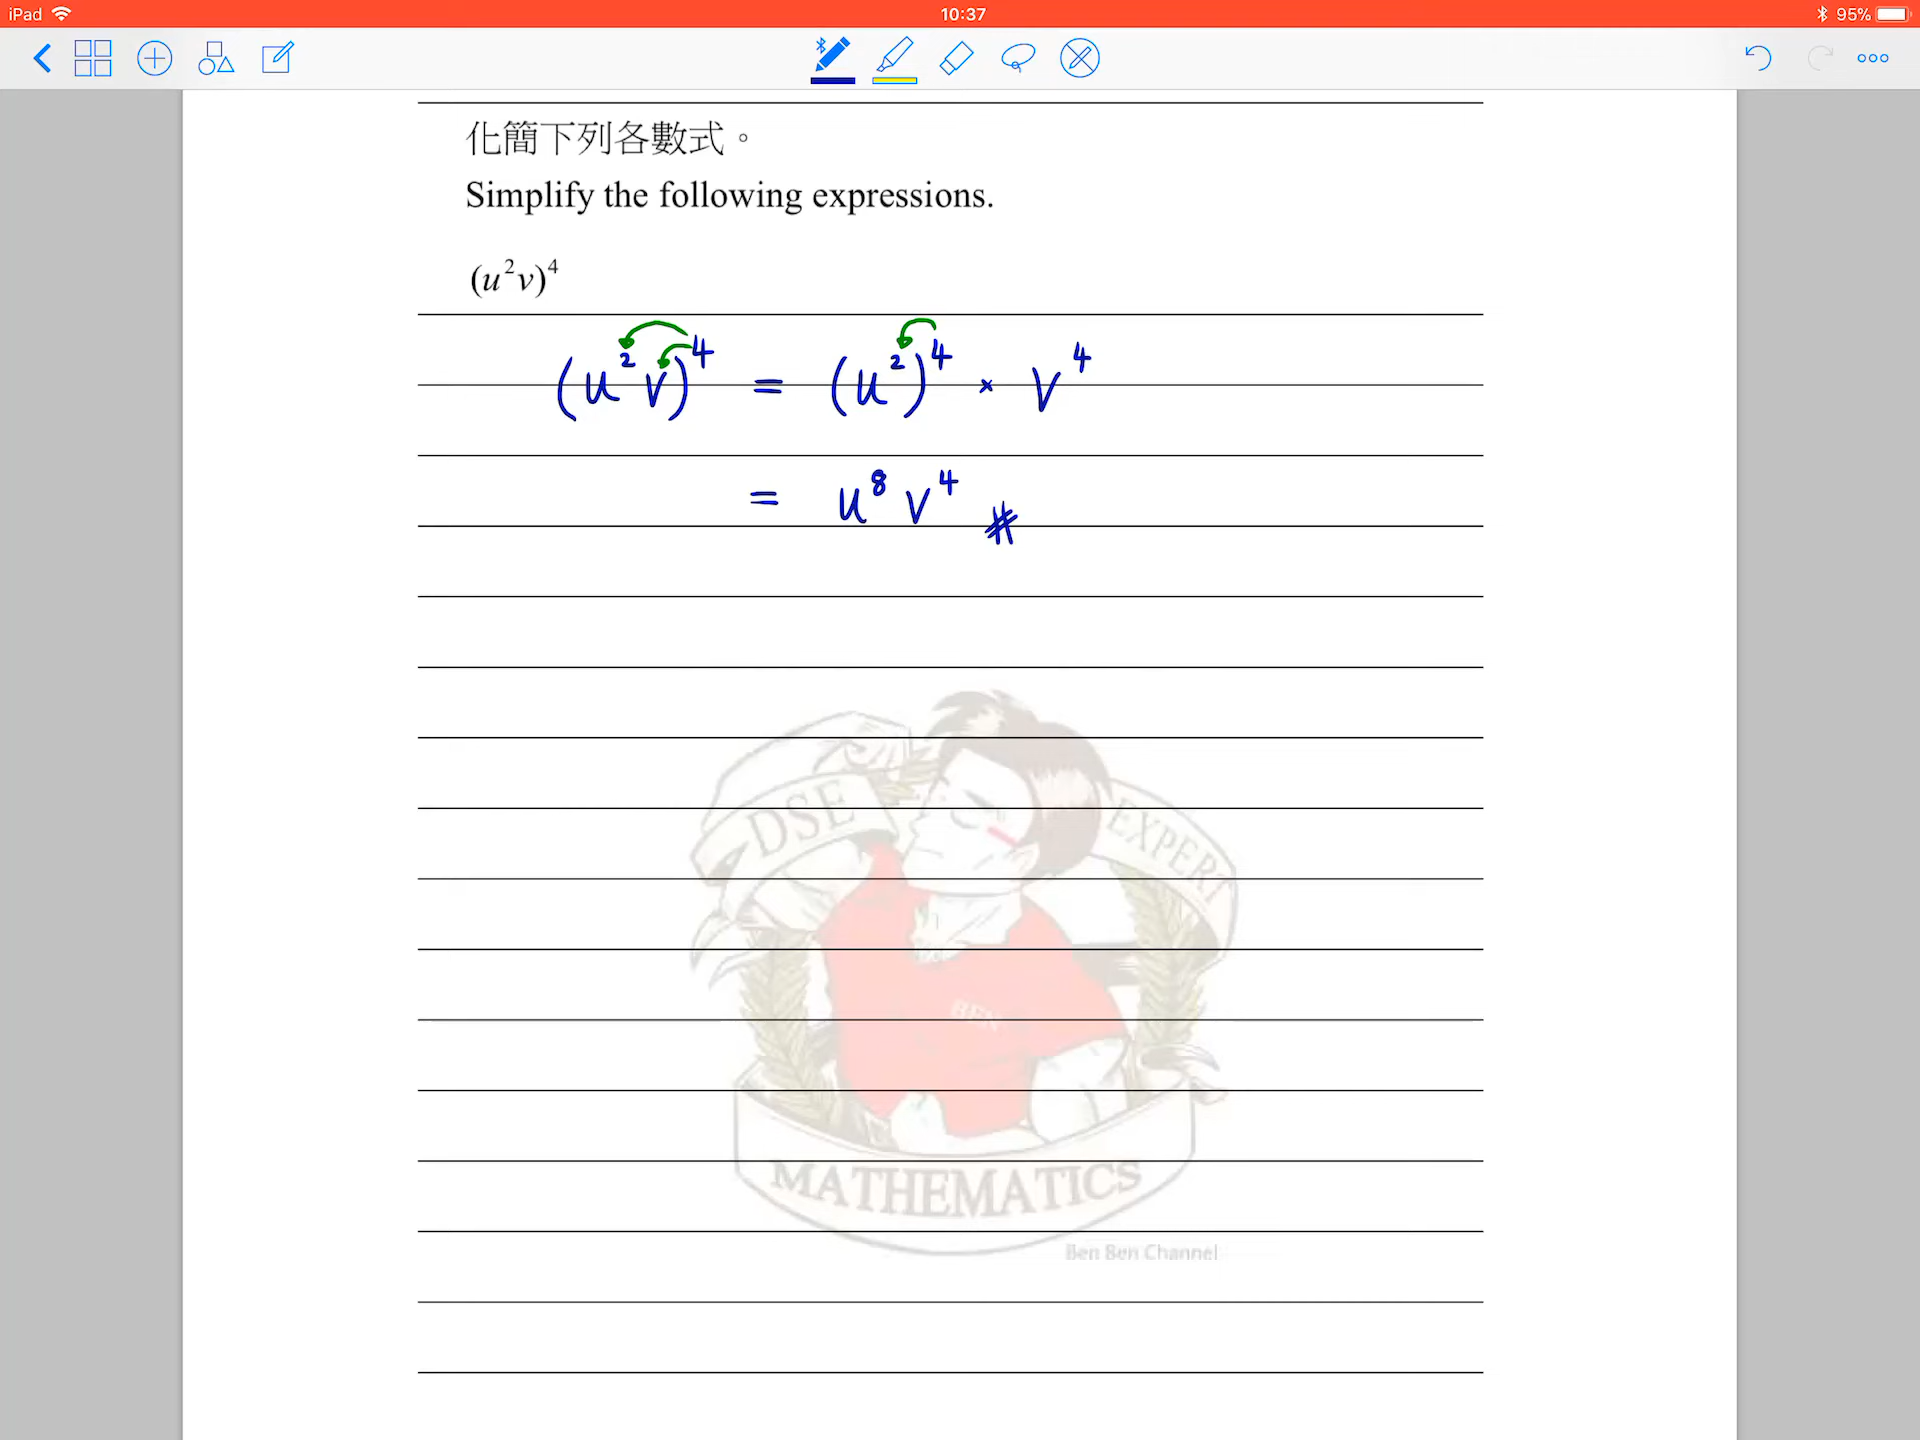 iPad 10:37 95%
化簡下列各數式。
Simplify the following expressions.
(u²v)⁴
(u²v)⁴ = (u²)⁴ × v⁴
= u⁸v⁴ #
DSE EXPERT
BEN
MATHEMATICS
Ben Ben Channel